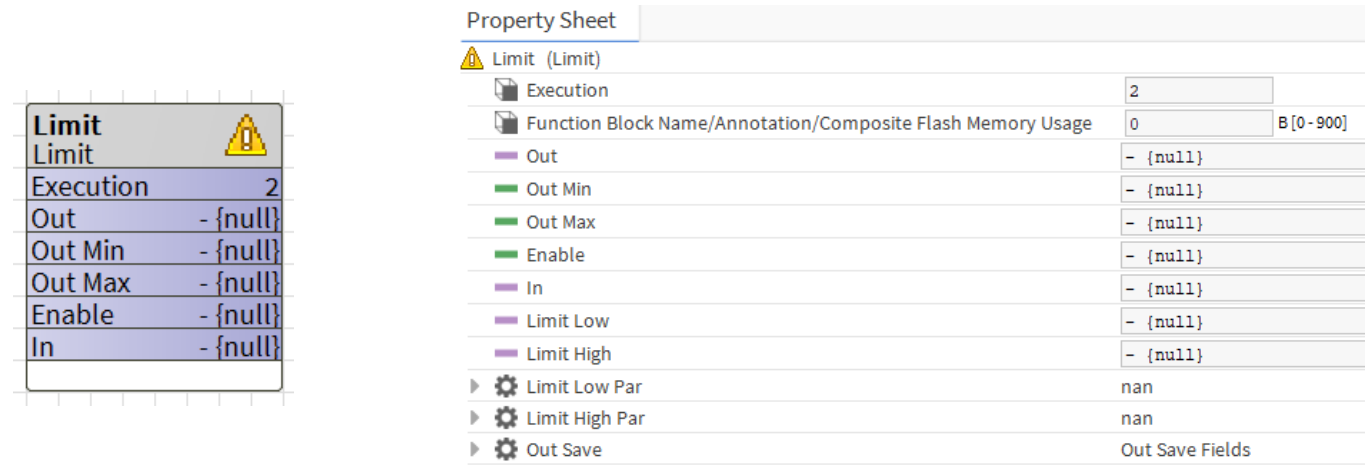 Limit
Limit
Execution 2
Out - {null}
Out Min - {null}
Out Max - {null}
Enable - {null}
In - {null}
Property Sheet
Limit (Limit)
Execution 2
Function Block Name/Annotation/Composite Flash Memory Usage 0 B [0 - 900]
Out - {null}
Out Min - {null}
Out Max - {null}
Enable - {null}
In - {null}
Limit Low - {null}
Limit High - {null}
Limit Low Par nan
Limit High Par nan
Out Save Out Save Fields